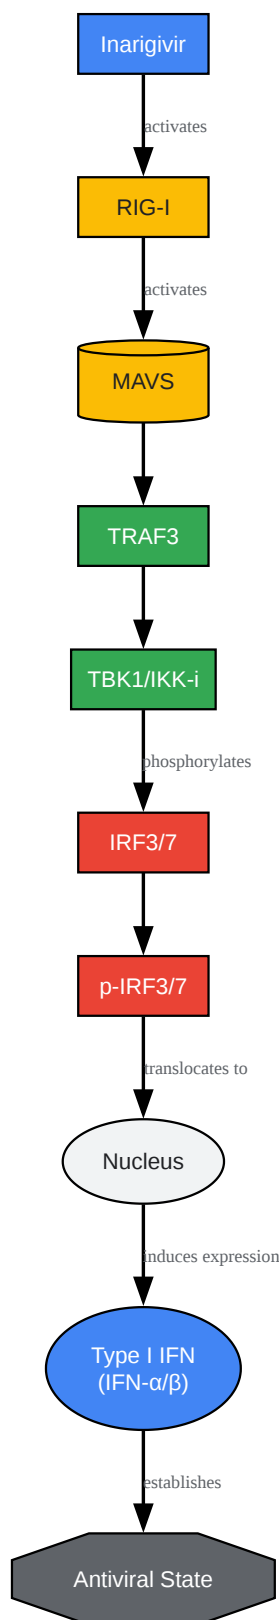 Inarigivir
activates
RIG-I
activates
MAVS
TRAF3
TBK1/IKK-i
phosphorylates
IRF3/7
p-IRF3/7
translocates to
Nucleus
induces expression
Type I IFN
(IFN-α/β)
establishes
Antiviral State